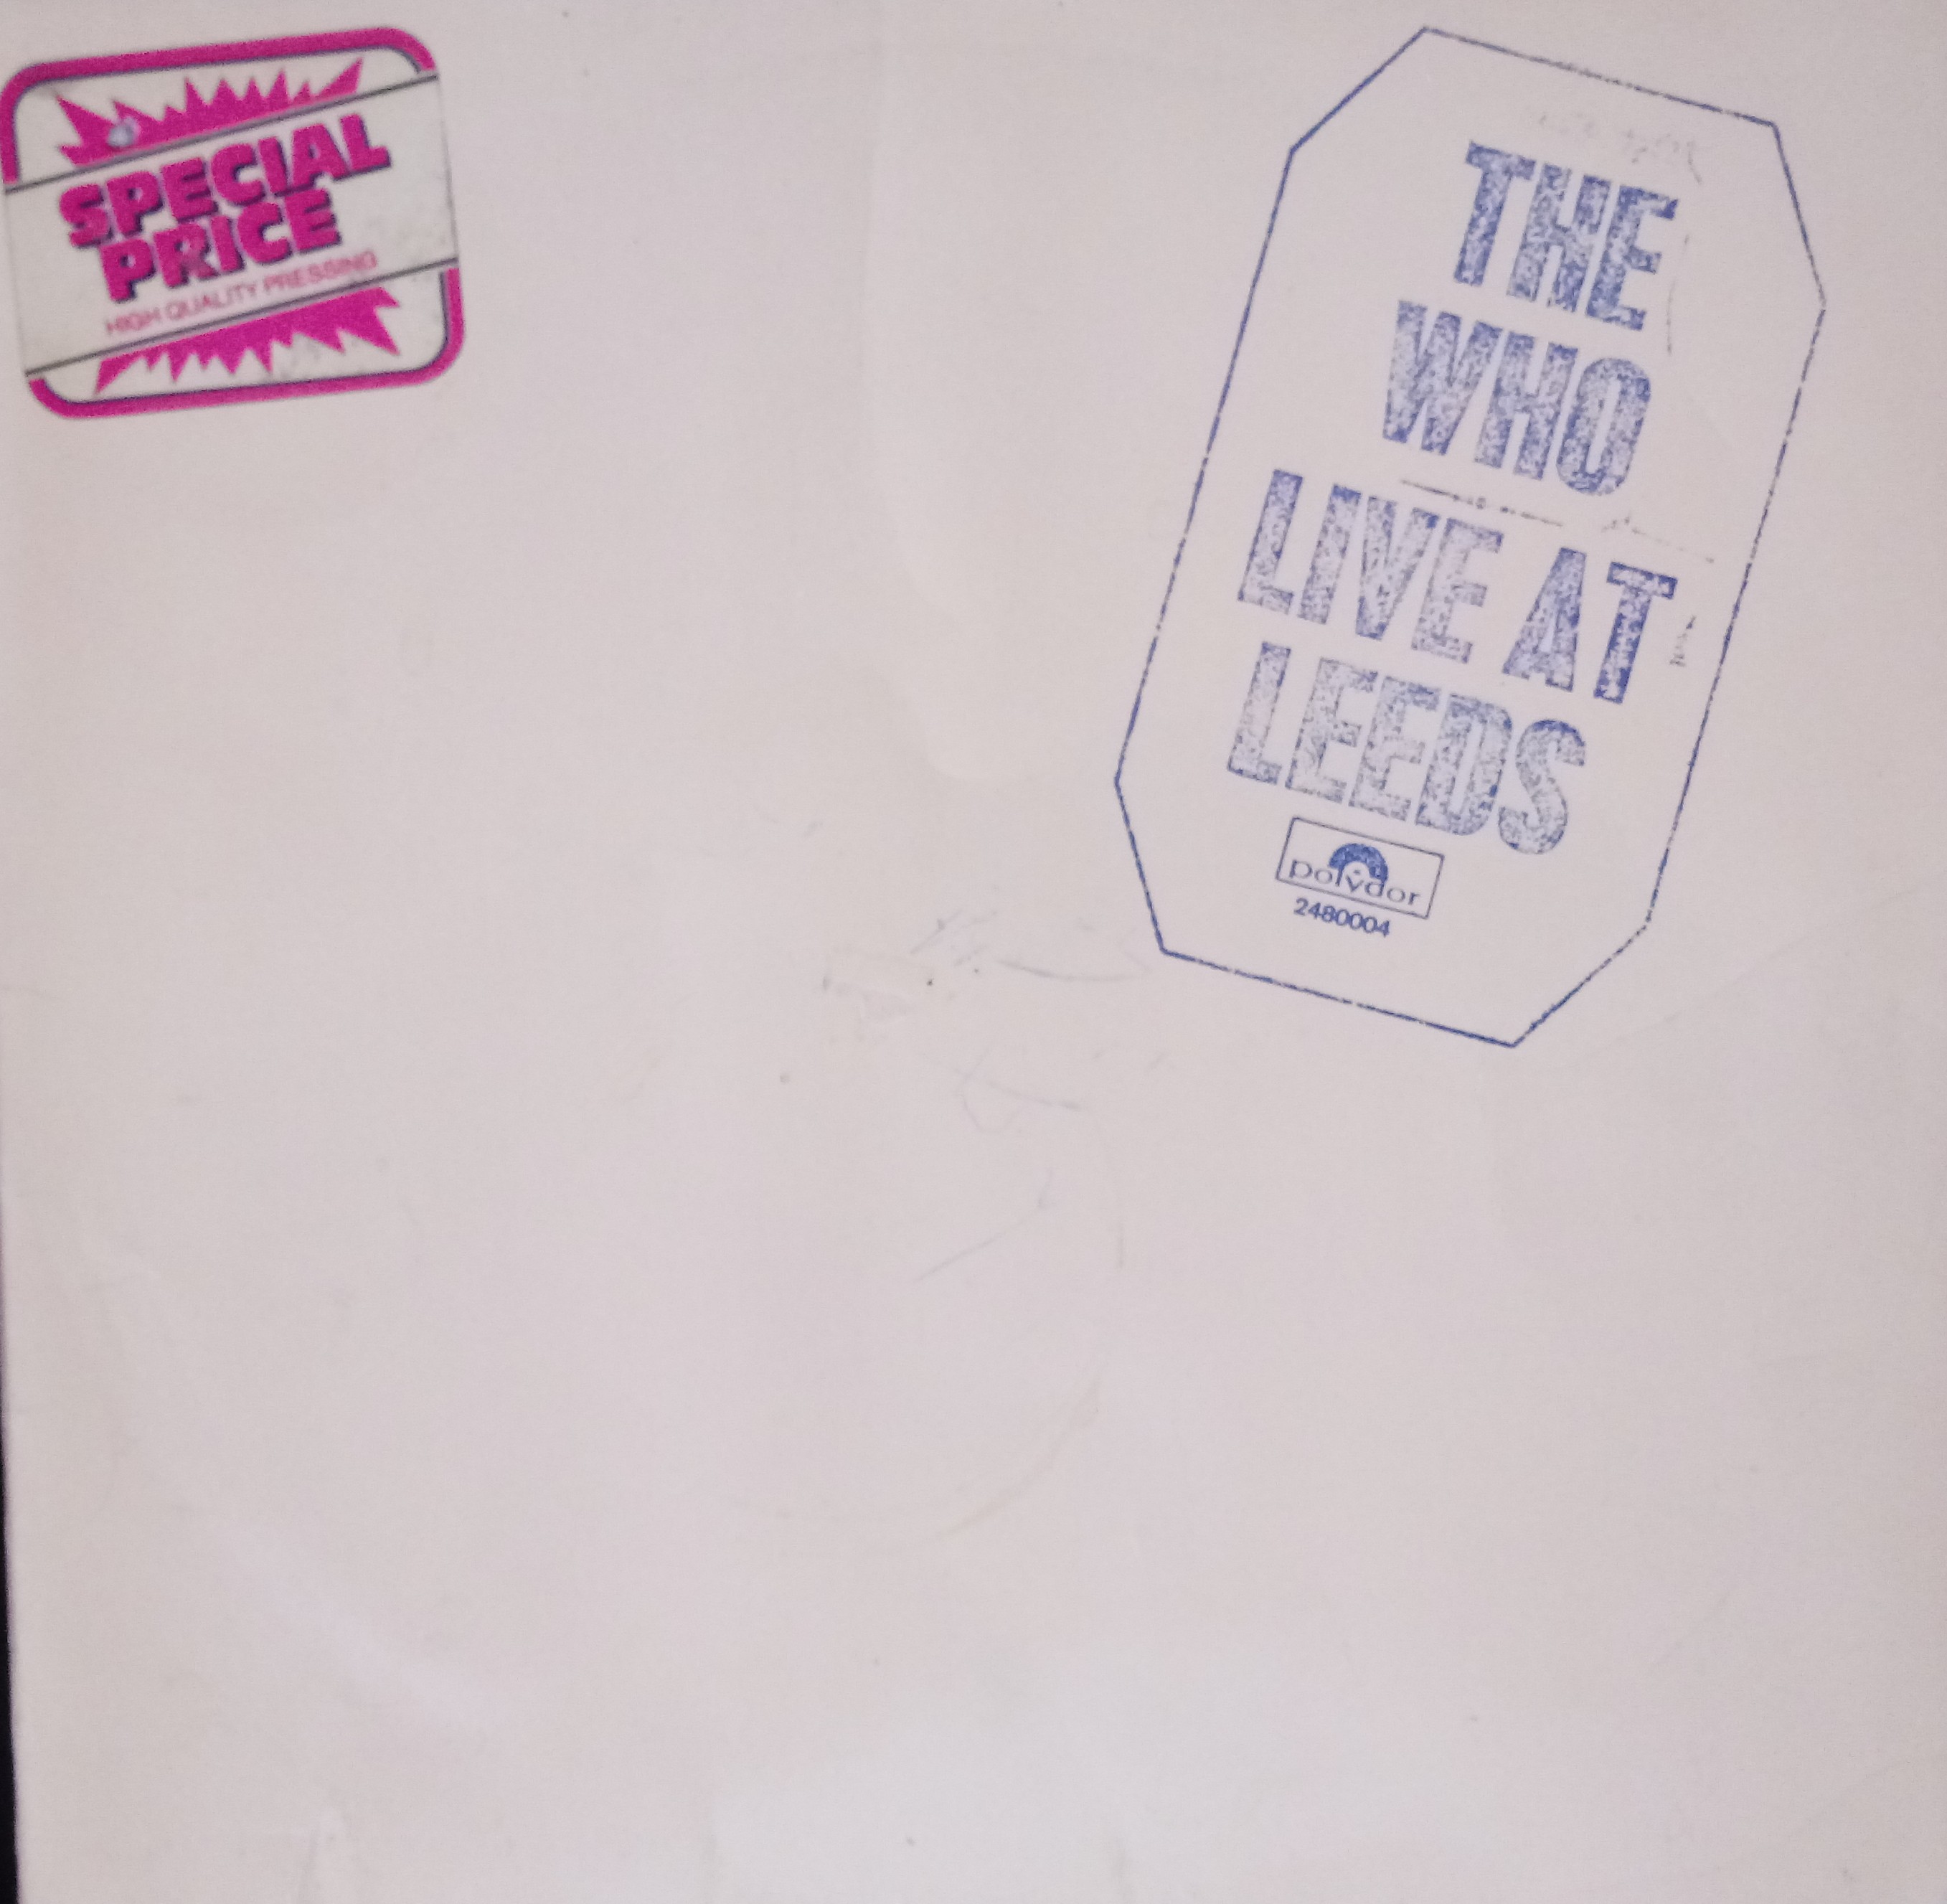 SPECIAL
PRICE
HIGH QUALITY PRESSING
THE
WHO
LIVE AT
LEEDS
polydor
2480004